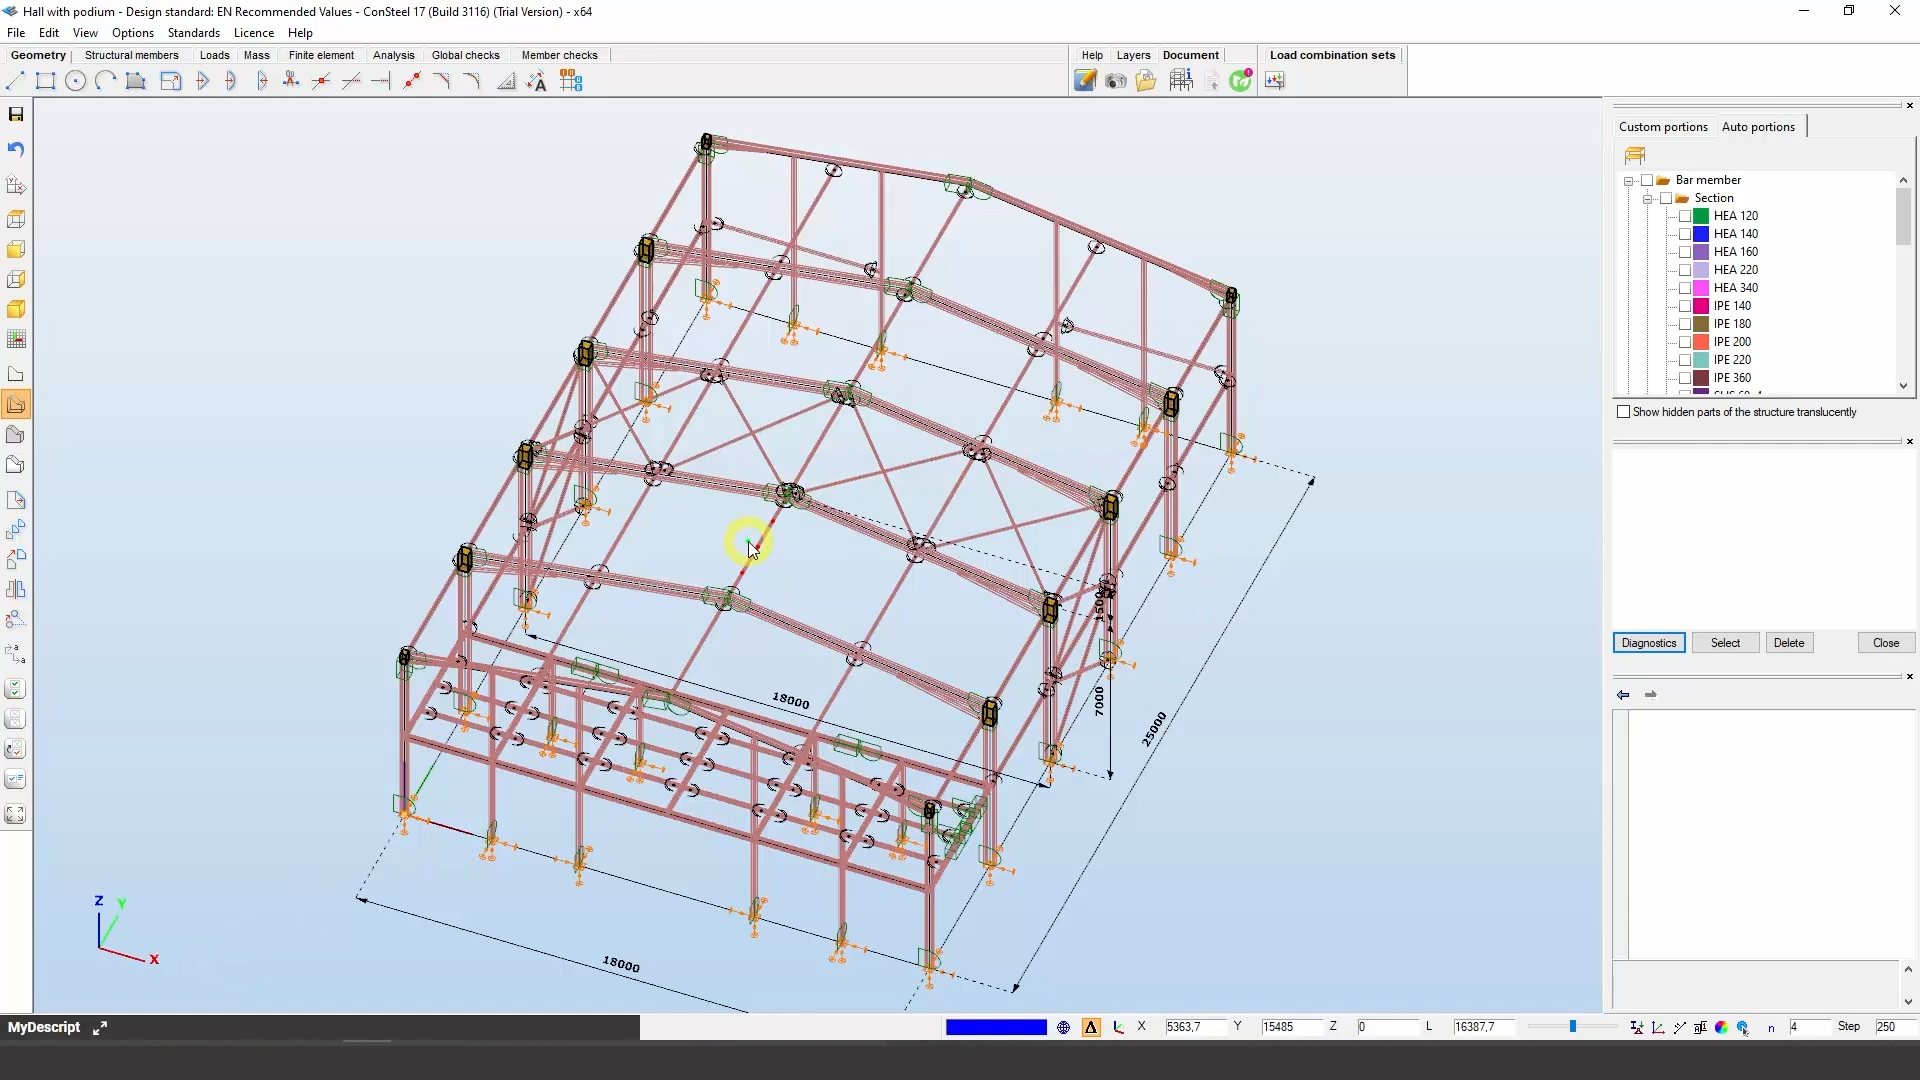 Hall with podium - Design standard: EN Recommended Values - ConSteel 17 (Build 3116) (Trial Version) - x64
File Edit View Options Standards Licence Help
Geometry Structural members Loads Mass Finite element Analysis Global checks Member checks
Help Layers Document Load combination sets
Custom portions Auto portions
Bar member
Section
HEA 120
HEA 140
HEA 160
HEA 220
HEA 340
IPE 140
IPE 180
IPE 200
IPE 220
IPE 360
Show hidden parts of the structure translucently
Diagnostics Select Delete Close
1500
7000
18000
25000
18000
Z Y
X
MyDescript
X 5363,7 Y 15485 Z 0 L 16387,7 n 4 Step 250